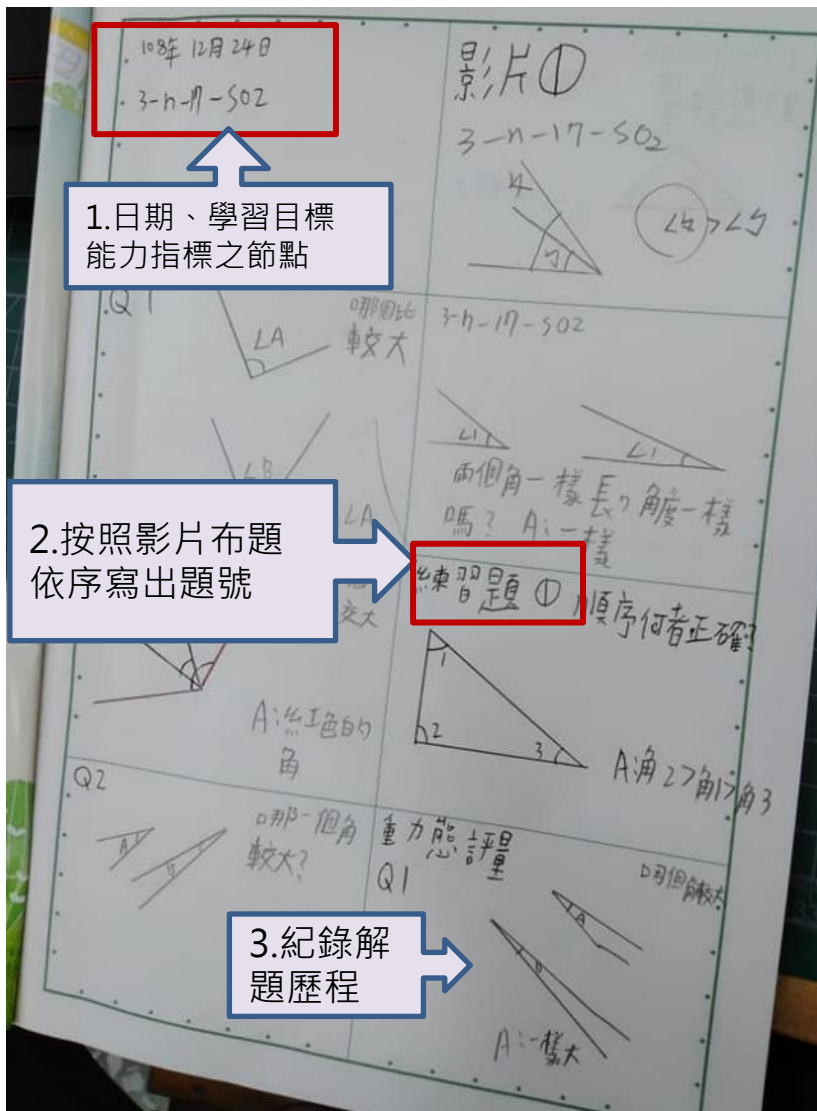 108年 12月 24日
3-n-17-S02
1.日期、學習目標
能力指標之節點
Q1
∠A
哪個比
較大
∠B
∠A
2.按照影片布題
依序寫出題號
較大
A:紅色的
角
Q2
A
B
哪一個角
較大?
影片①
3-n-17-S02
ㄅ
∠ㄅ
3-n-17-S02
∠1
∠1
兩個角一樣長,角度一樣
嗎? A:一樣
練習題① 順序何者正確?
1
2
3
A:角2>角1>角3
動態評量
Q1
哪個角較大
A
B
3.紀錄解
題歷程
A:一樣大